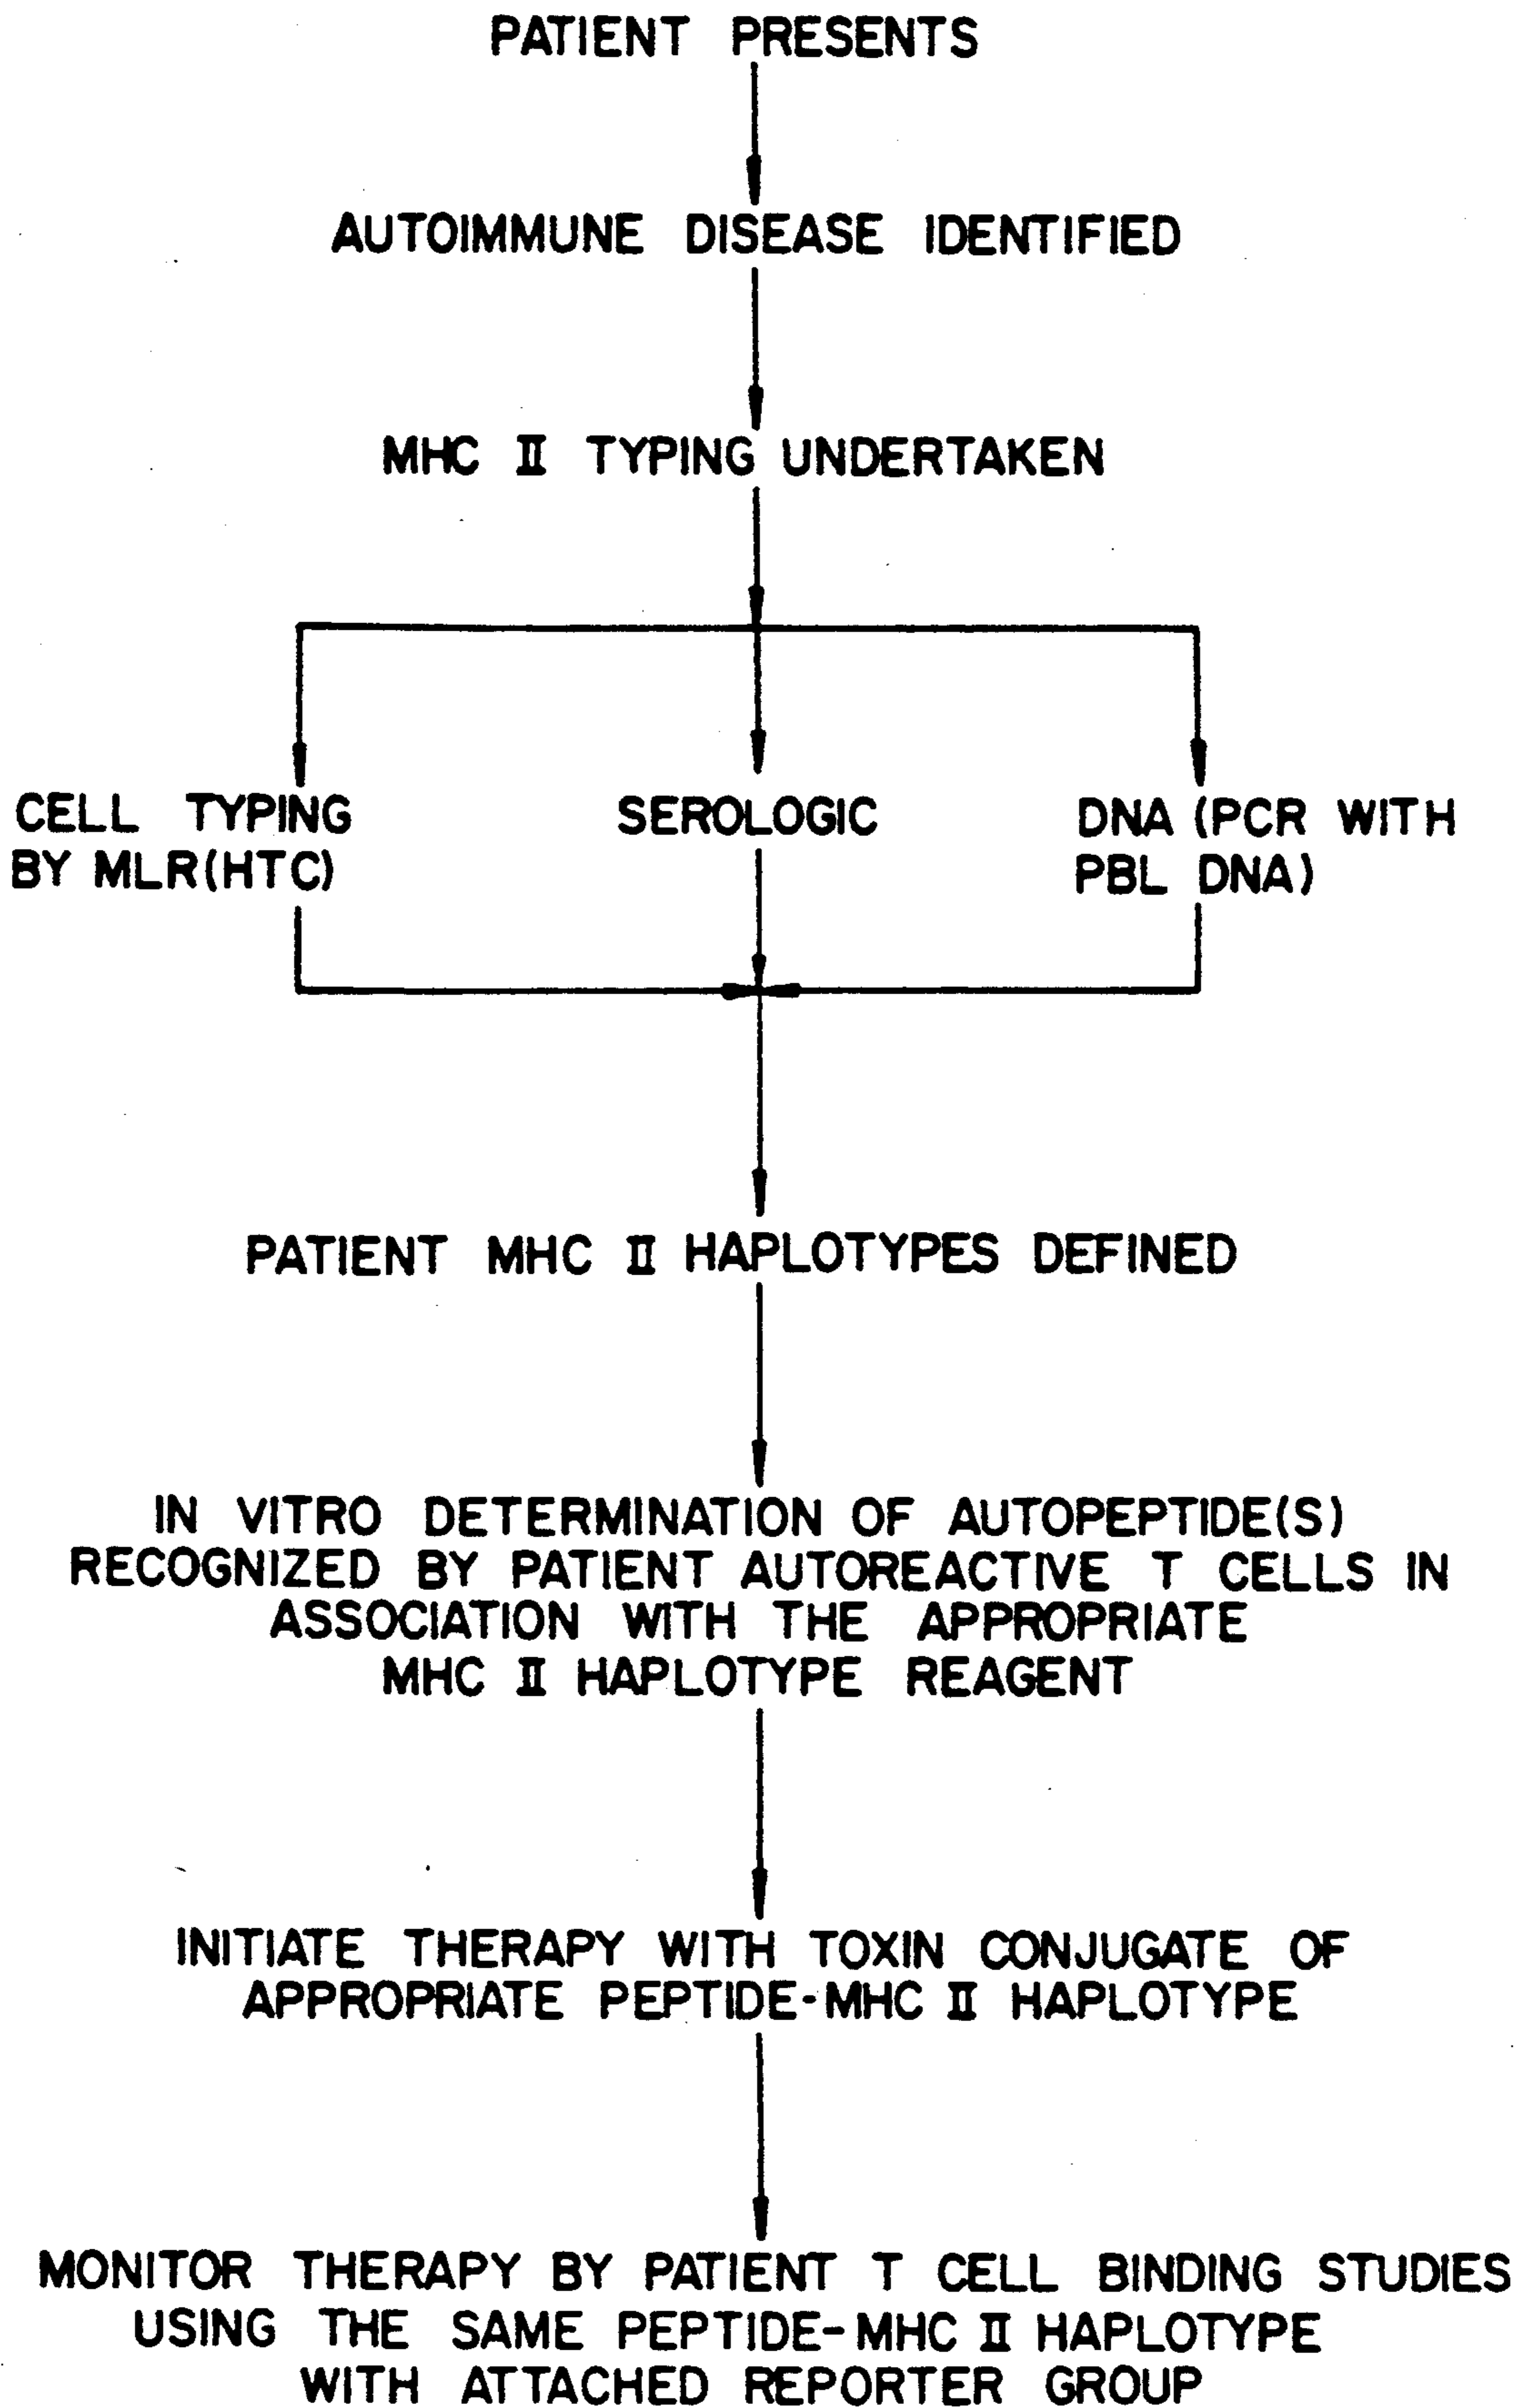 PATIENT PRESENTS
AUTOIMMUNE DISEASE IDENTIFIED
MHC II TYPING UNDERTAKEN
CELL TYPING
BY MLR(HTC)
SEROLOGIC
DNA (PCR WITH
PBL DNA)
PATIENT MHC II HAPLOTYPES DEFINED
IN VITRO DETERMINATION OF AUTOPEPTIDE(S)
RECOGNIZED BY PATIENT AUTOREACTIVE T CELLS IN
ASSOCIATION WITH THE APPROPRIATE
MHC II HAPLOTYPE REAGENT
INITIATE THERAPY WITH TOXIN CONJUGATE OF
APPROPRIATE PEPTIDE-MHC II HAPLOTYPE
MONITOR THERAPY BY PATIENT T CELL BINDING STUDIES
USING THE SAME PEPTIDE-MHC II HAPLOTYPE
WITH ATTACHED REPORTER GROUP